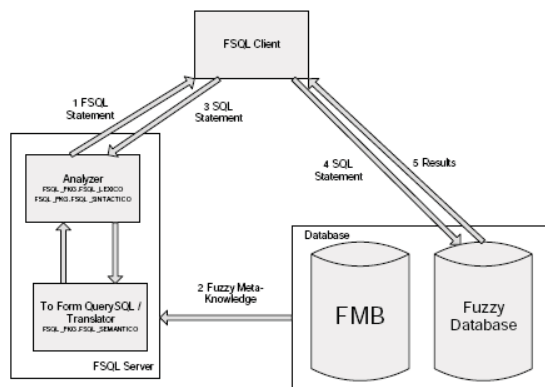 FSQL Client
1 FSQL
Statement
3 SQL
Statement
4 SQL
Statement
5 Results
Analyzer
FSQL_PKG.FSQL_LEXICO
FSQL_PKG.FSQL_SINTACTICO
To Form QuerySQL /
Translator
FSQL_PKG.FSQL_SEMANTICO
FSQL Server
2 Fuzzy Meta-
Knowledge
Database
FMB
Fuzzy
Database